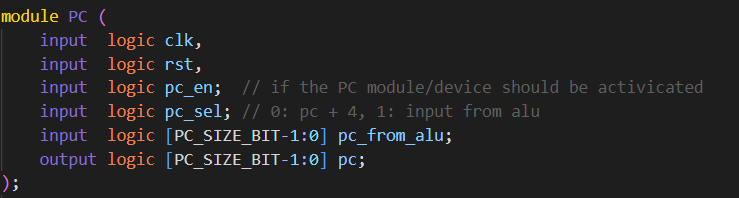 module PC (
    input  logic clk,
    input  logic rst,
    input  logic pc_en;  // if the PC module/device should be activicated
    input  logic pc_sel; // 0: pc + 4, 1: input from alu
    input  logic [PC_SIZE_BIT-1:0] pc_from_alu;
    output logic [PC_SIZE_BIT-1:0] pc;
);